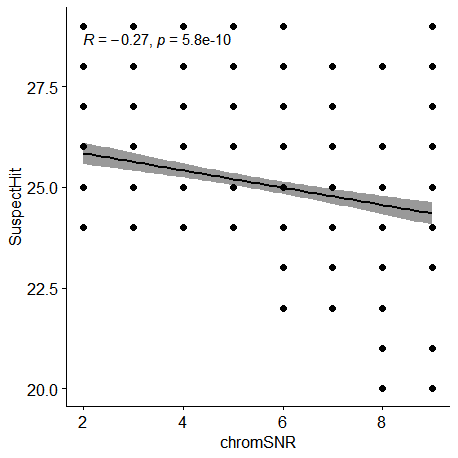 R = −0.27, p = 5.8e-10
27.5
25.0
22.5
20.0
SuspectHit
2 4 6 8
chromSNR